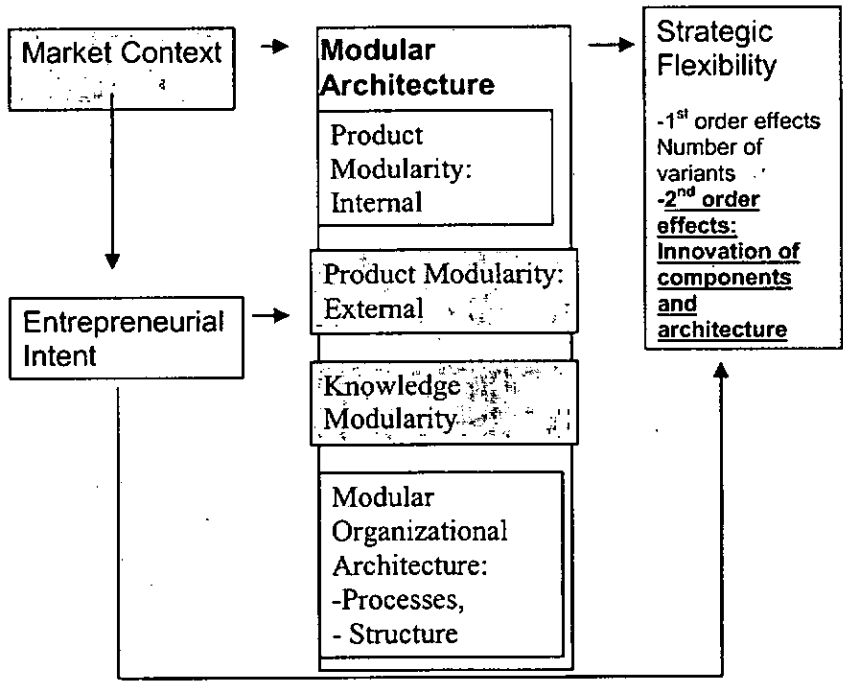 Market Context
Modular
Architecture
Product
Modularity:
Internal
Product Modularity:
External
Knowledge
Modularity
Modular
Organizational
Architecture:
-Processes,
- Structure
Entrepreneurial
Intent
Strategic
Flexibility
-1st order effects
Number of
variants
-2nd order
effects:
Innovation of
components
and
architecture